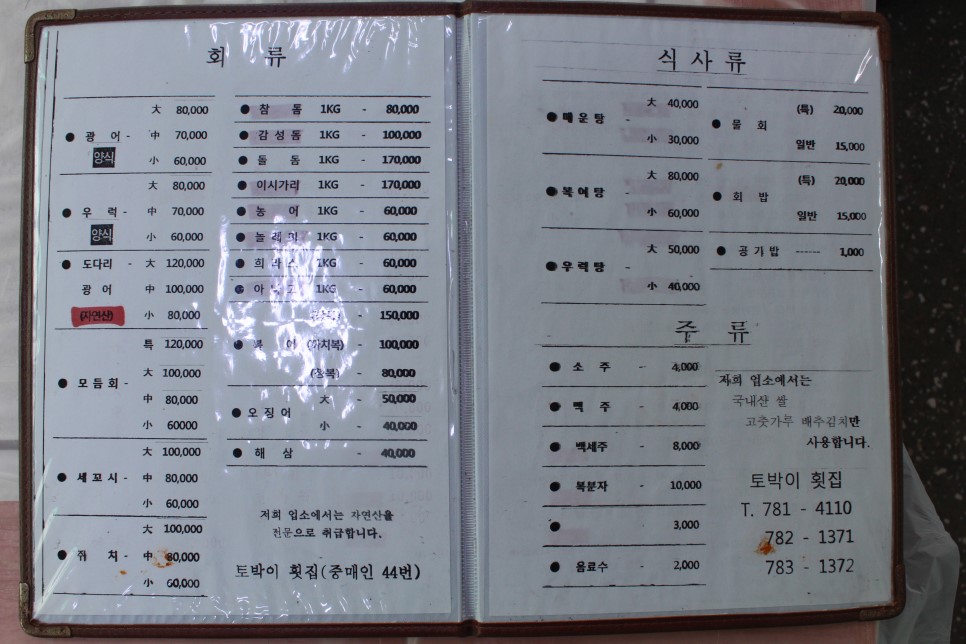 회 류
大 80,000
● 광 어 - 中 70,000
양식 小 60,000
大 80,000
● 우 럭 - 中 70,000
양식 小 60,000
● 도다리 - 大 120,000
광 어 中 100,000
(자연산) 小 80,000
특 120,000
大 100,000
● 모듬회 -
中 80,000
小 60000
大 100,000
● 세꼬시 - 中 80,000
小 60,000
大 100,000
● 쥐 치 - 中 80,000
小 60,000
● 참 돔 1KG - 80,000
● 감성돔 1KG - 100,000
● 돌 돔 1KG - 170,000
● 이시가리 1KG - 170,000
● 농 어 1KG - 60,000
● 놀래미 1KG - 60,000
● 히라스 1KG - 60,000
● 아나고 1KG - 60,000
- 150,000
● 복 어 (까치복) - 100,000
- 80,000
大 - 50,000
● 오징어
小 - 40,000
● 해 삼 - 40,000
저희 업소에서는 자연산을
전문으로 취급합니다.
토박이 횟집(중매인 44번)
식 사 류
大 40,000
● 매운탕 -
小 30,000
大 80,000
● 복어탕 -
小 60,000
大 50,000
● 우럭탕 -
小 40,000
(특) 20,000
● 물 회
일반 15,000
(특) 20,000
● 회 밥
일반 15,000
● 공기밥 ------ 1,000
주 류
● 소 주 - 4,000
● 맥 주 - 4,000
● 백세주 - 8,000
● 복분자 - 10,000
● - 3,000
● 음료수 - 2,000
저희 업소에서는
국내산 쌀
고춧가루 배추김치만
사용합니다.
토박이 횟집
T. 781 - 4110
782 - 1371
783 - 1372